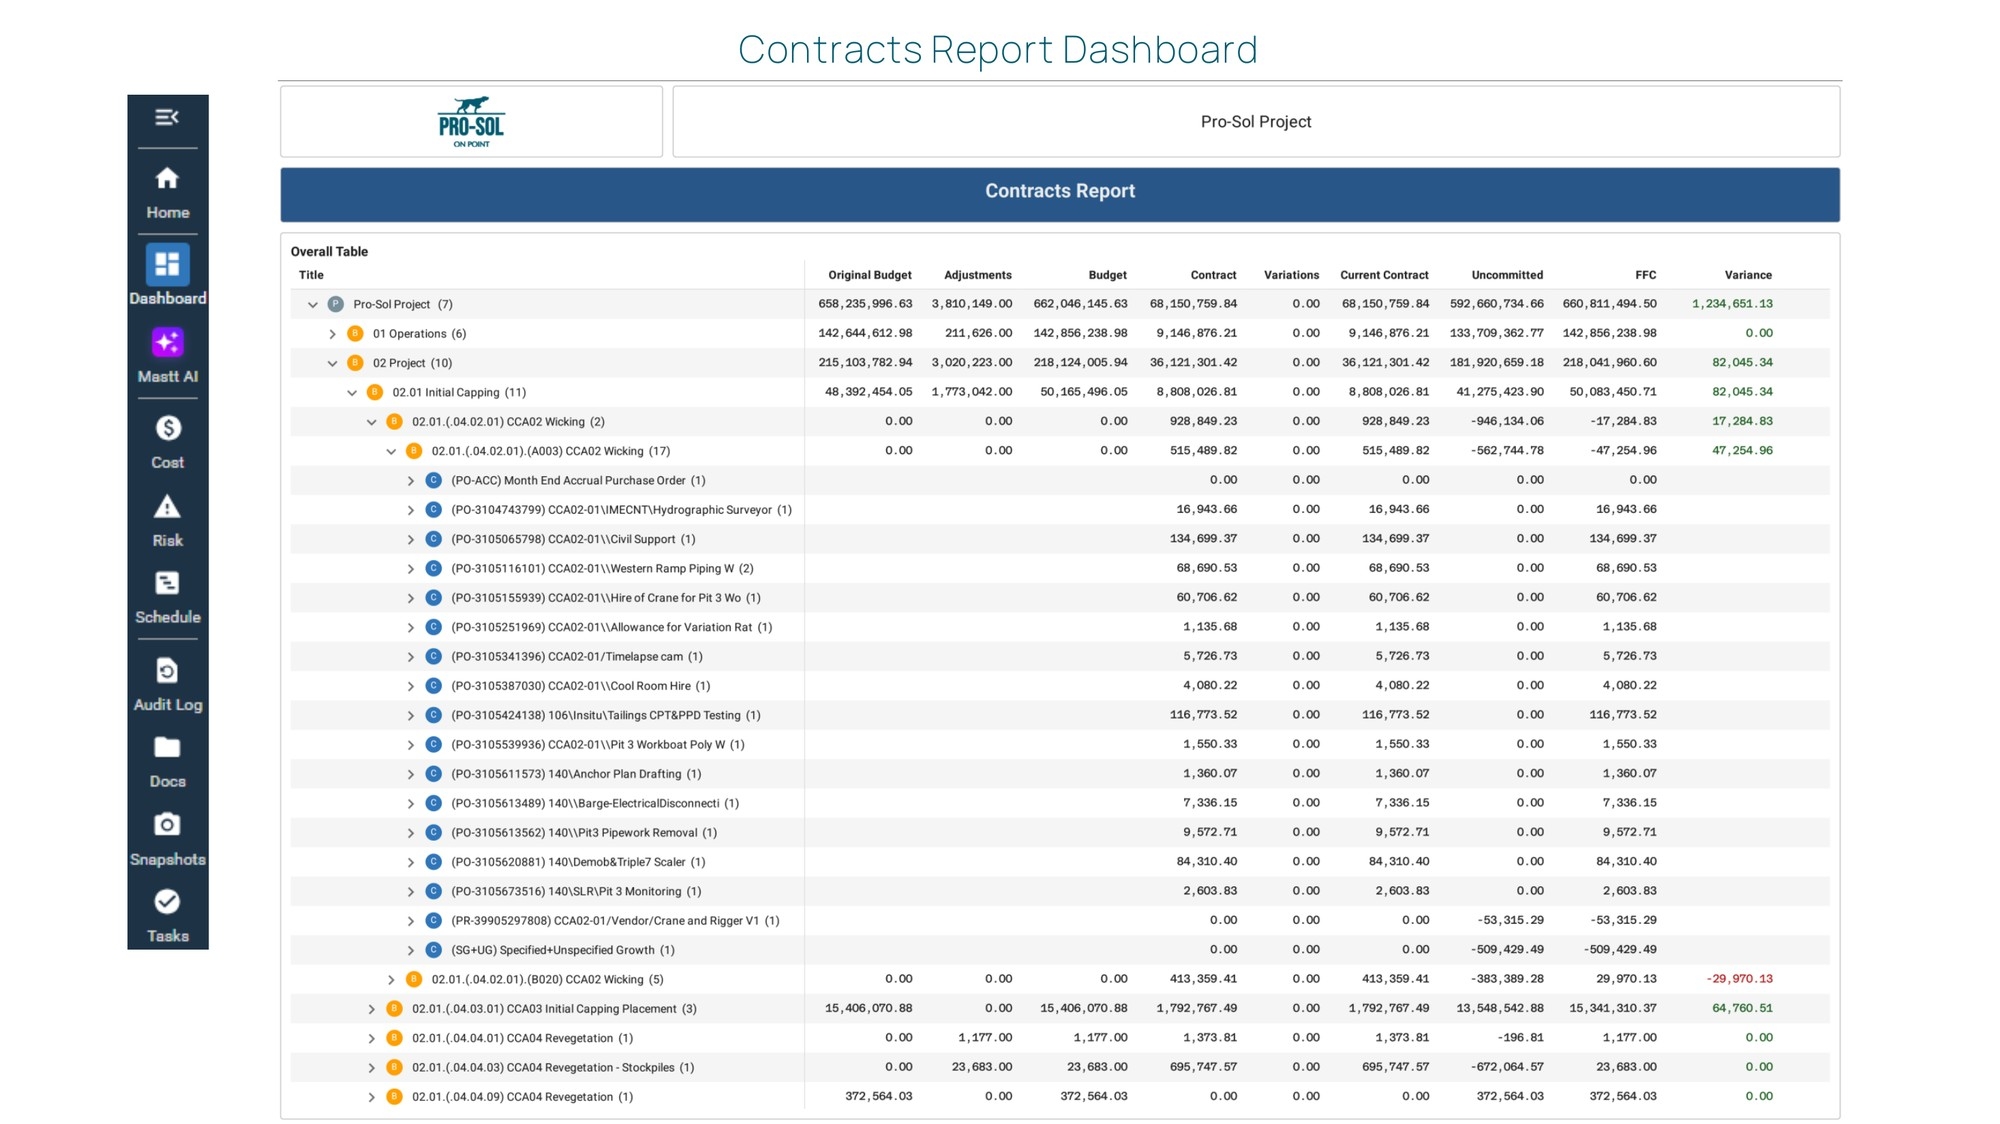 Contracts Report Dashboard
PRO-SOL
ON POINT
Pro-Sol Project
Home
Dashboard
Mastt AI
Cost
Risk
Schedule
Audit Log
Docs
Snapshots
Tasks
Contracts Report
Overall Table
Title Original Budget Adjustments Budget Contract Variations Current Contract Uncommitted FFC Variance
P Pro-Sol Project (7) 658,235,996.63 3,810,149.00 662,046,145.63 68,150,759.84 0.00 68,150,759.84 592,660,734.66 660,811,494.50 1,234,651.13
B 01 Operations (6) 142,644,612.98 211,626.00 142,856,238.98 9,146,876.21 0.00 9,146,876.21 133,709,362.77 142,856,238.98 0.00
B 02 Project (10) 215,103,782.94 3,020,223.00 218,124,005.94 36,121,301.42 0.00 36,121,301.42 181,920,659.18 218,041,960.60 82,045.34
B 02.01 Initial Capping (11) 48,392,454.05 1,773,042.00 50,165,496.05 8,808,026.81 0.00 8,808,026.81 41,275,423.90 50,083,450.71 82,045.34
B 02.01.(.04.02.01) CCA02 Wicking (2) 0.00 0.00 0.00 928,849.23 0.00 928,849.23 -946,134.06 -17,284.83 17,284.83
B 02.01.(.04.02.01).(A003) CCA02 Wicking (17) 0.00 0.00 0.00 515,489.82 0.00 515,489.82 -562,744.78 -47,254.96 47,254.96
C (PO-ACC) Month End Accrual Purchase Order (1) 0.00 0.00 0.00 0.00 0.00
C (PO-3104743799) CCA02-01\IMECNT\Hydrographic Surveyor (1) 16,943.66 0.00 16,943.66 0.00 16,943.66
C (PO-3105065798) CCA02-01\\Civil Support (1) 134,699.37 0.00 134,699.37 0.00 134,699.37
C (PO-3105116101) CCA02-01\\Western Ramp Piping W (2) 68,690.53 0.00 68,690.53 0.00 68,690.53
C (PO-3105155939) CCA02-01\\Hire of Crane for Pit 3 Wo (1) 60,706.62 0.00 60,706.62 0.00 60,706.62
C (PO-3105251969) CCA02-01\\Allowance for Variation Rat (1) 1,135.68 0.00 1,135.68 0.00 1,135.68
C (PO-3105341396) CCA02-01/Timelapse cam (1) 5,726.73 0.00 5,726.73 0.00 5,726.73
C (PO-3105387030) CCA02-01\\Cool Room Hire (1) 4,080.22 0.00 4,080.22 0.00 4,080.22
C (PO-3105424138) 106\Insitu\Tailings CPT&PPD Testing (1) 116,773.52 0.00 116,773.52 0.00 116,773.52
C (PO-3105539936) CCA02-01\\Pit 3 Workboat Poly W (1) 1,550.33 0.00 1,550.33 0.00 1,550.33
C (PO-3105611573) 140\Anchor Plan Drafting (1) 1,360.07 0.00 1,360.07 0.00 1,360.07
C (PO-3105613489) 140\\Barge-ElectricalDisconnecti (1) 7,336.15 0.00 7,336.15 0.00 7,336.15
C (PO-3105613562) 140\\Pit3 Pipework Removal (1) 9,572.71 0.00 9,572.71 0.00 9,572.71
C (PO-3105620881) 140\Demob&Triple7 Scaler (1) 84,310.40 0.00 84,310.40 0.00 84,310.40
C (PO-3105673516) 140\SLR\Pit 3 Monitoring (1) 2,603.83 0.00 2,603.83 0.00 2,603.83
C (PR-39905297808) CCA02-01/Vendor/Crane and Rigger V1 (1) 0.00 0.00 0.00 -53,315.29 -53,315.29
C (SG+UG) Specified+Unspecified Growth (1) 0.00 0.00 0.00 -509,429.49 -509,429.49
B 02.01.(.04.02.01).(B020) CCA02 Wicking (5) 0.00 0.00 0.00 413,359.41 0.00 413,359.41 -383,389.28 29,970.13 -29,970.13
B 02.01.(.04.03.01) CCA03 Initial Capping Placement (3) 15,406,070.88 0.00 15,406,070.88 1,792,767.49 0.00 1,792,767.49 13,548,542.88 15,341,310.37 64,760.51
B 02.01.(.04.04.01) CCA04 Revegetation (1) 0.00 1,177.00 1,177.00 1,373.81 0.00 1,373.81 -196.81 1,177.00 0.00
B 02.01.(.04.04.03) CCA04 Revegetation - Stockpiles (1) 0.00 23,683.00 23,683.00 695,747.57 0.00 695,747.57 -672,064.57 23,683.00 0.00
B 02.01.(.04.04.09) CCA04 Revegetation (1) 372,564.03 0.00 372,564.03 0.00 0.00 0.00 372,564.03 372,564.03 0.00